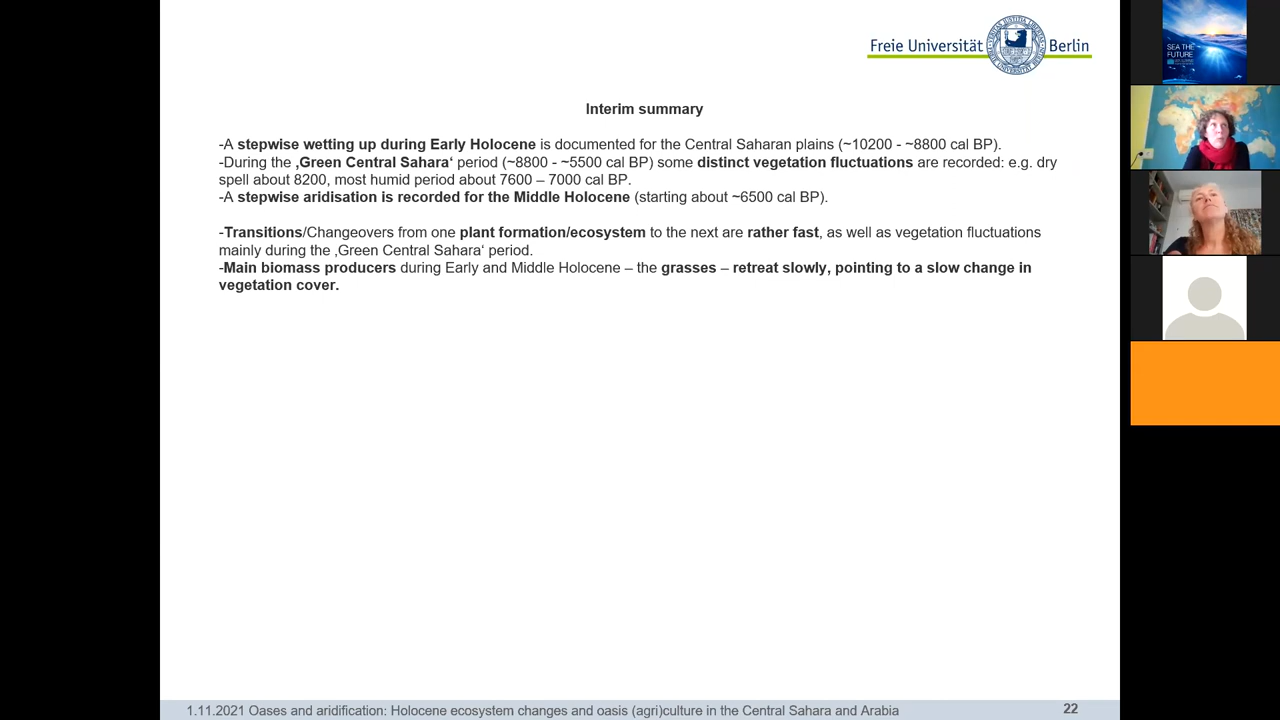 Freie Universität Berlin
Interim summary
-A stepwise wetting up during Early Holocene is documented for the Central Saharan plains (~10200 - ~8800 cal BP).
-During the ‚Green Central Sahara‘ period (~8800 - ~5500 cal BP) some distinct vegetation fluctuations are recorded: e.g. dry
spell about 8200, most humid period about 7600 – 7000 cal BP.
-A stepwise aridisation is recorded for the Middle Holocene (starting about ~6500 cal BP).
-Transitions/Changeovers from one plant formation/ecosystem to the next are rather fast, as well as vegetation fluctuations
mainly during the ‚Green Central Sahara‘ period.
-Main biomass producers during Early and Middle Holocene – the grasses – retreat slowly, pointing to a slow change in
vegetation cover.
1.11.2021 Oases and aridification: Holocene ecosystem changes and oasis (agri)culture in the Central Sahara and Arabia
22
SEA THE
FUTURE